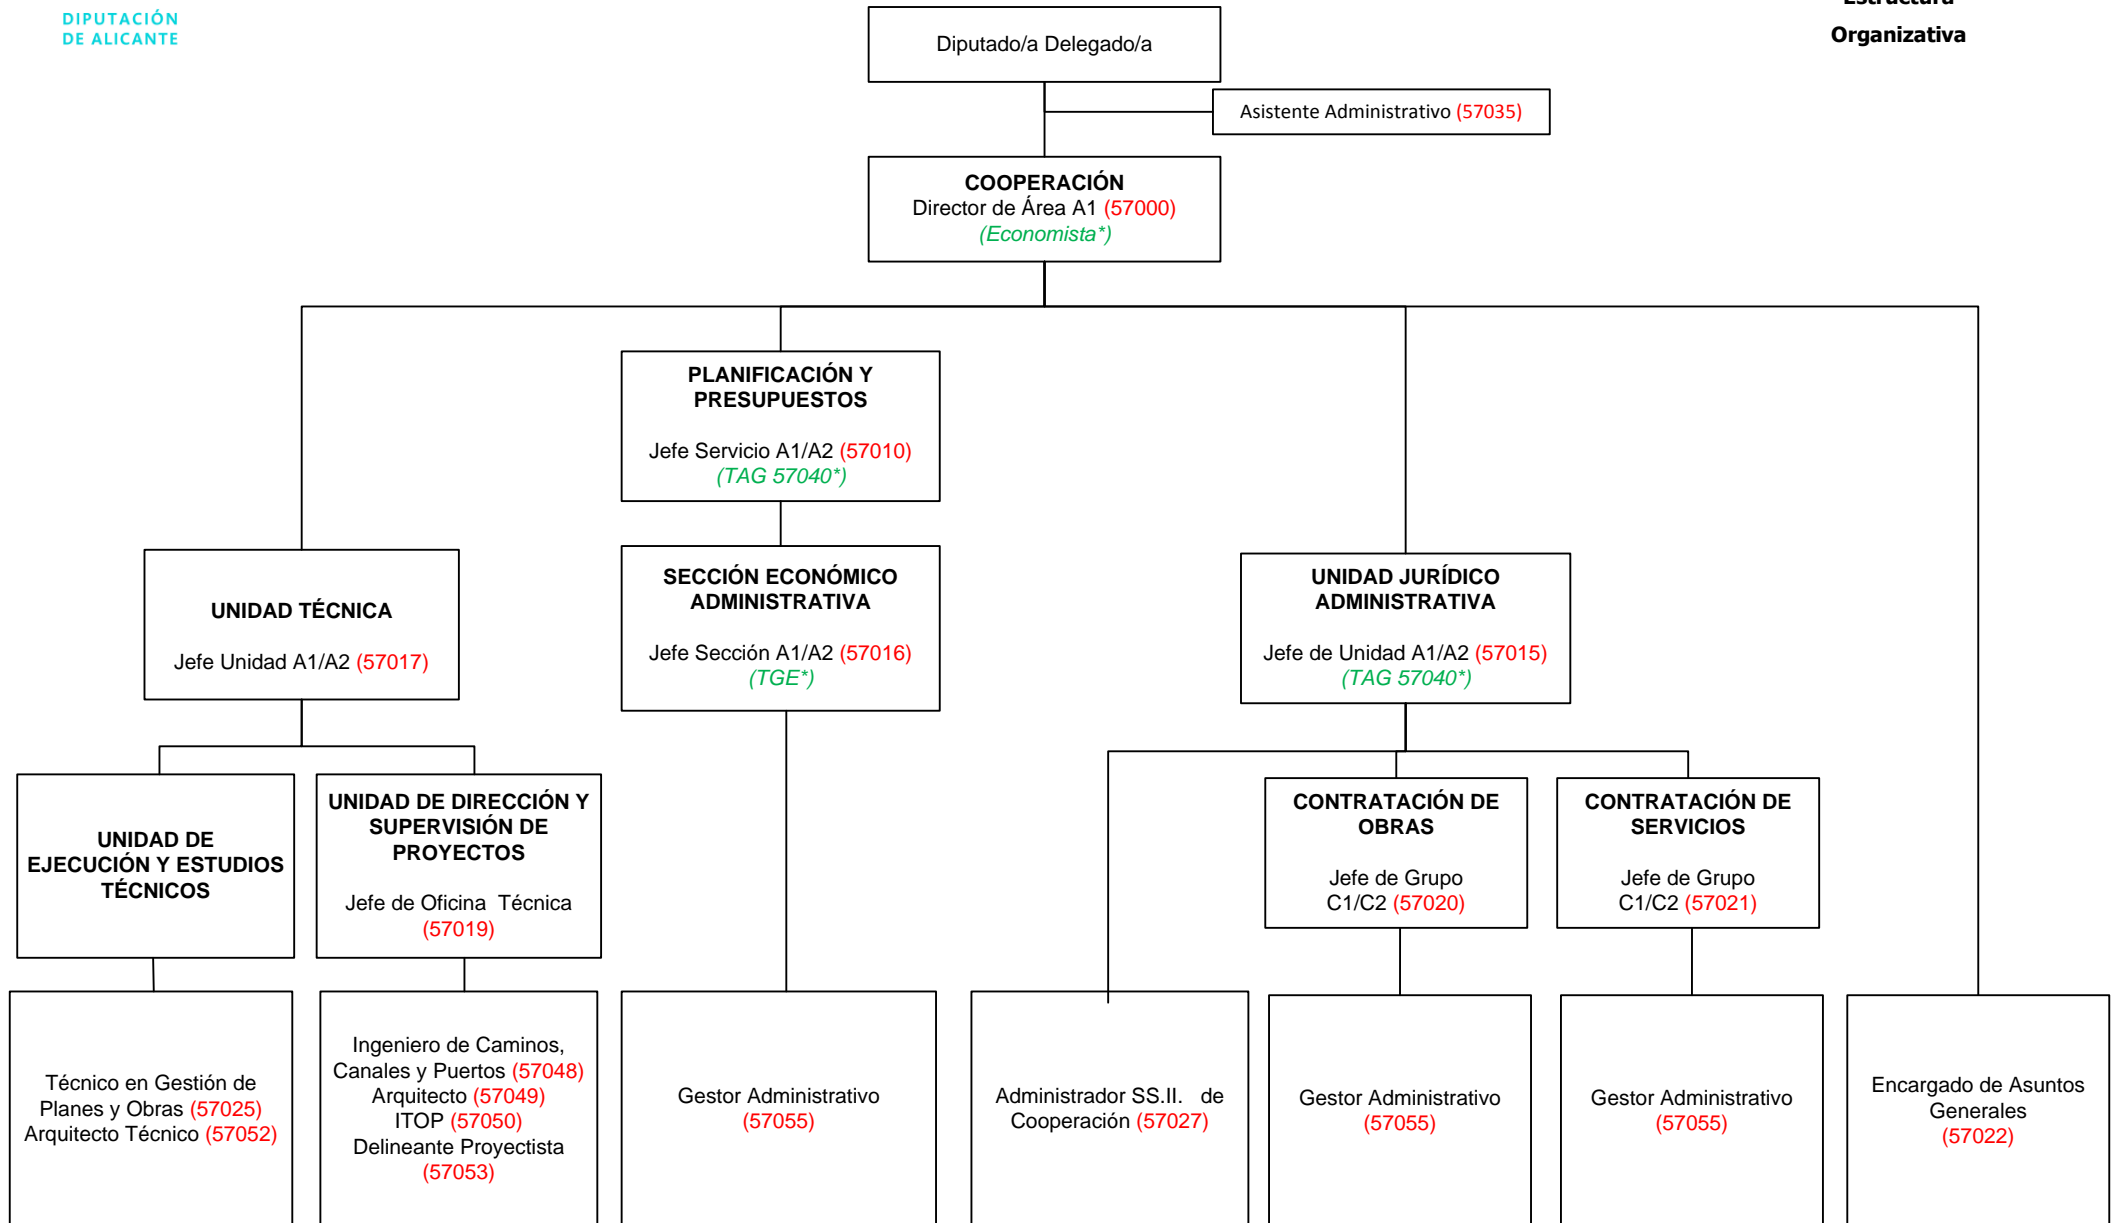 DIPUTACIÓN
DE ALICANTE
Estructura
Organizativa
Diputado/a Delegado/a
Asistente Administrativo (57035)
COOPERACIÓN
Director de Área A1 (57000)
(Economista*)
PLANIFICACIÓN Y
PRESUPUESTOS
Jefe Servicio A1/A2 (57010)
(TAG 57040*)
UNIDAD TÉCNICA
Jefe Unidad A1/A2 (57017)
SECCIÓN ECONÓMICO
ADMINISTRATIVA
Jefe Sección A1/A2 (57016)
(TGE*)
UNIDAD JURÍDICO
ADMINISTRATIVA
Jefe de Unidad A1/A2 (57015)
(TAG 57040*)
UNIDAD DE
EJECUCIÓN Y ESTUDIOS
TÉCNICOS
UNIDAD DE DIRECCIÓN Y
SUPERVISIÓN DE
PROYECTOS
Jefe de Oficina  Técnica
(57019)
CONTRATACIÓN DE
OBRAS
Jefe de Grupo
C1/C2 (57020)
CONTRATACIÓN DE
SERVICIOS
Jefe de Grupo
C1/C2 (57021)
Técnico en Gestión de
Planes y Obras (57025)
Arquitecto Técnico (57052)
Ingeniero de Caminos,
Canales y Puertos (57048)
Arquitecto (57049)
ITOP (57050)
Delineante Proyectista
(57053)
Gestor Administrativo
(57055)
Administrador SS.II.  de
Cooperación (57027)
Gestor Administrativo
(57055)
Gestor Administrativo
(57055)
Encargado de Asuntos
Generales
(57022)